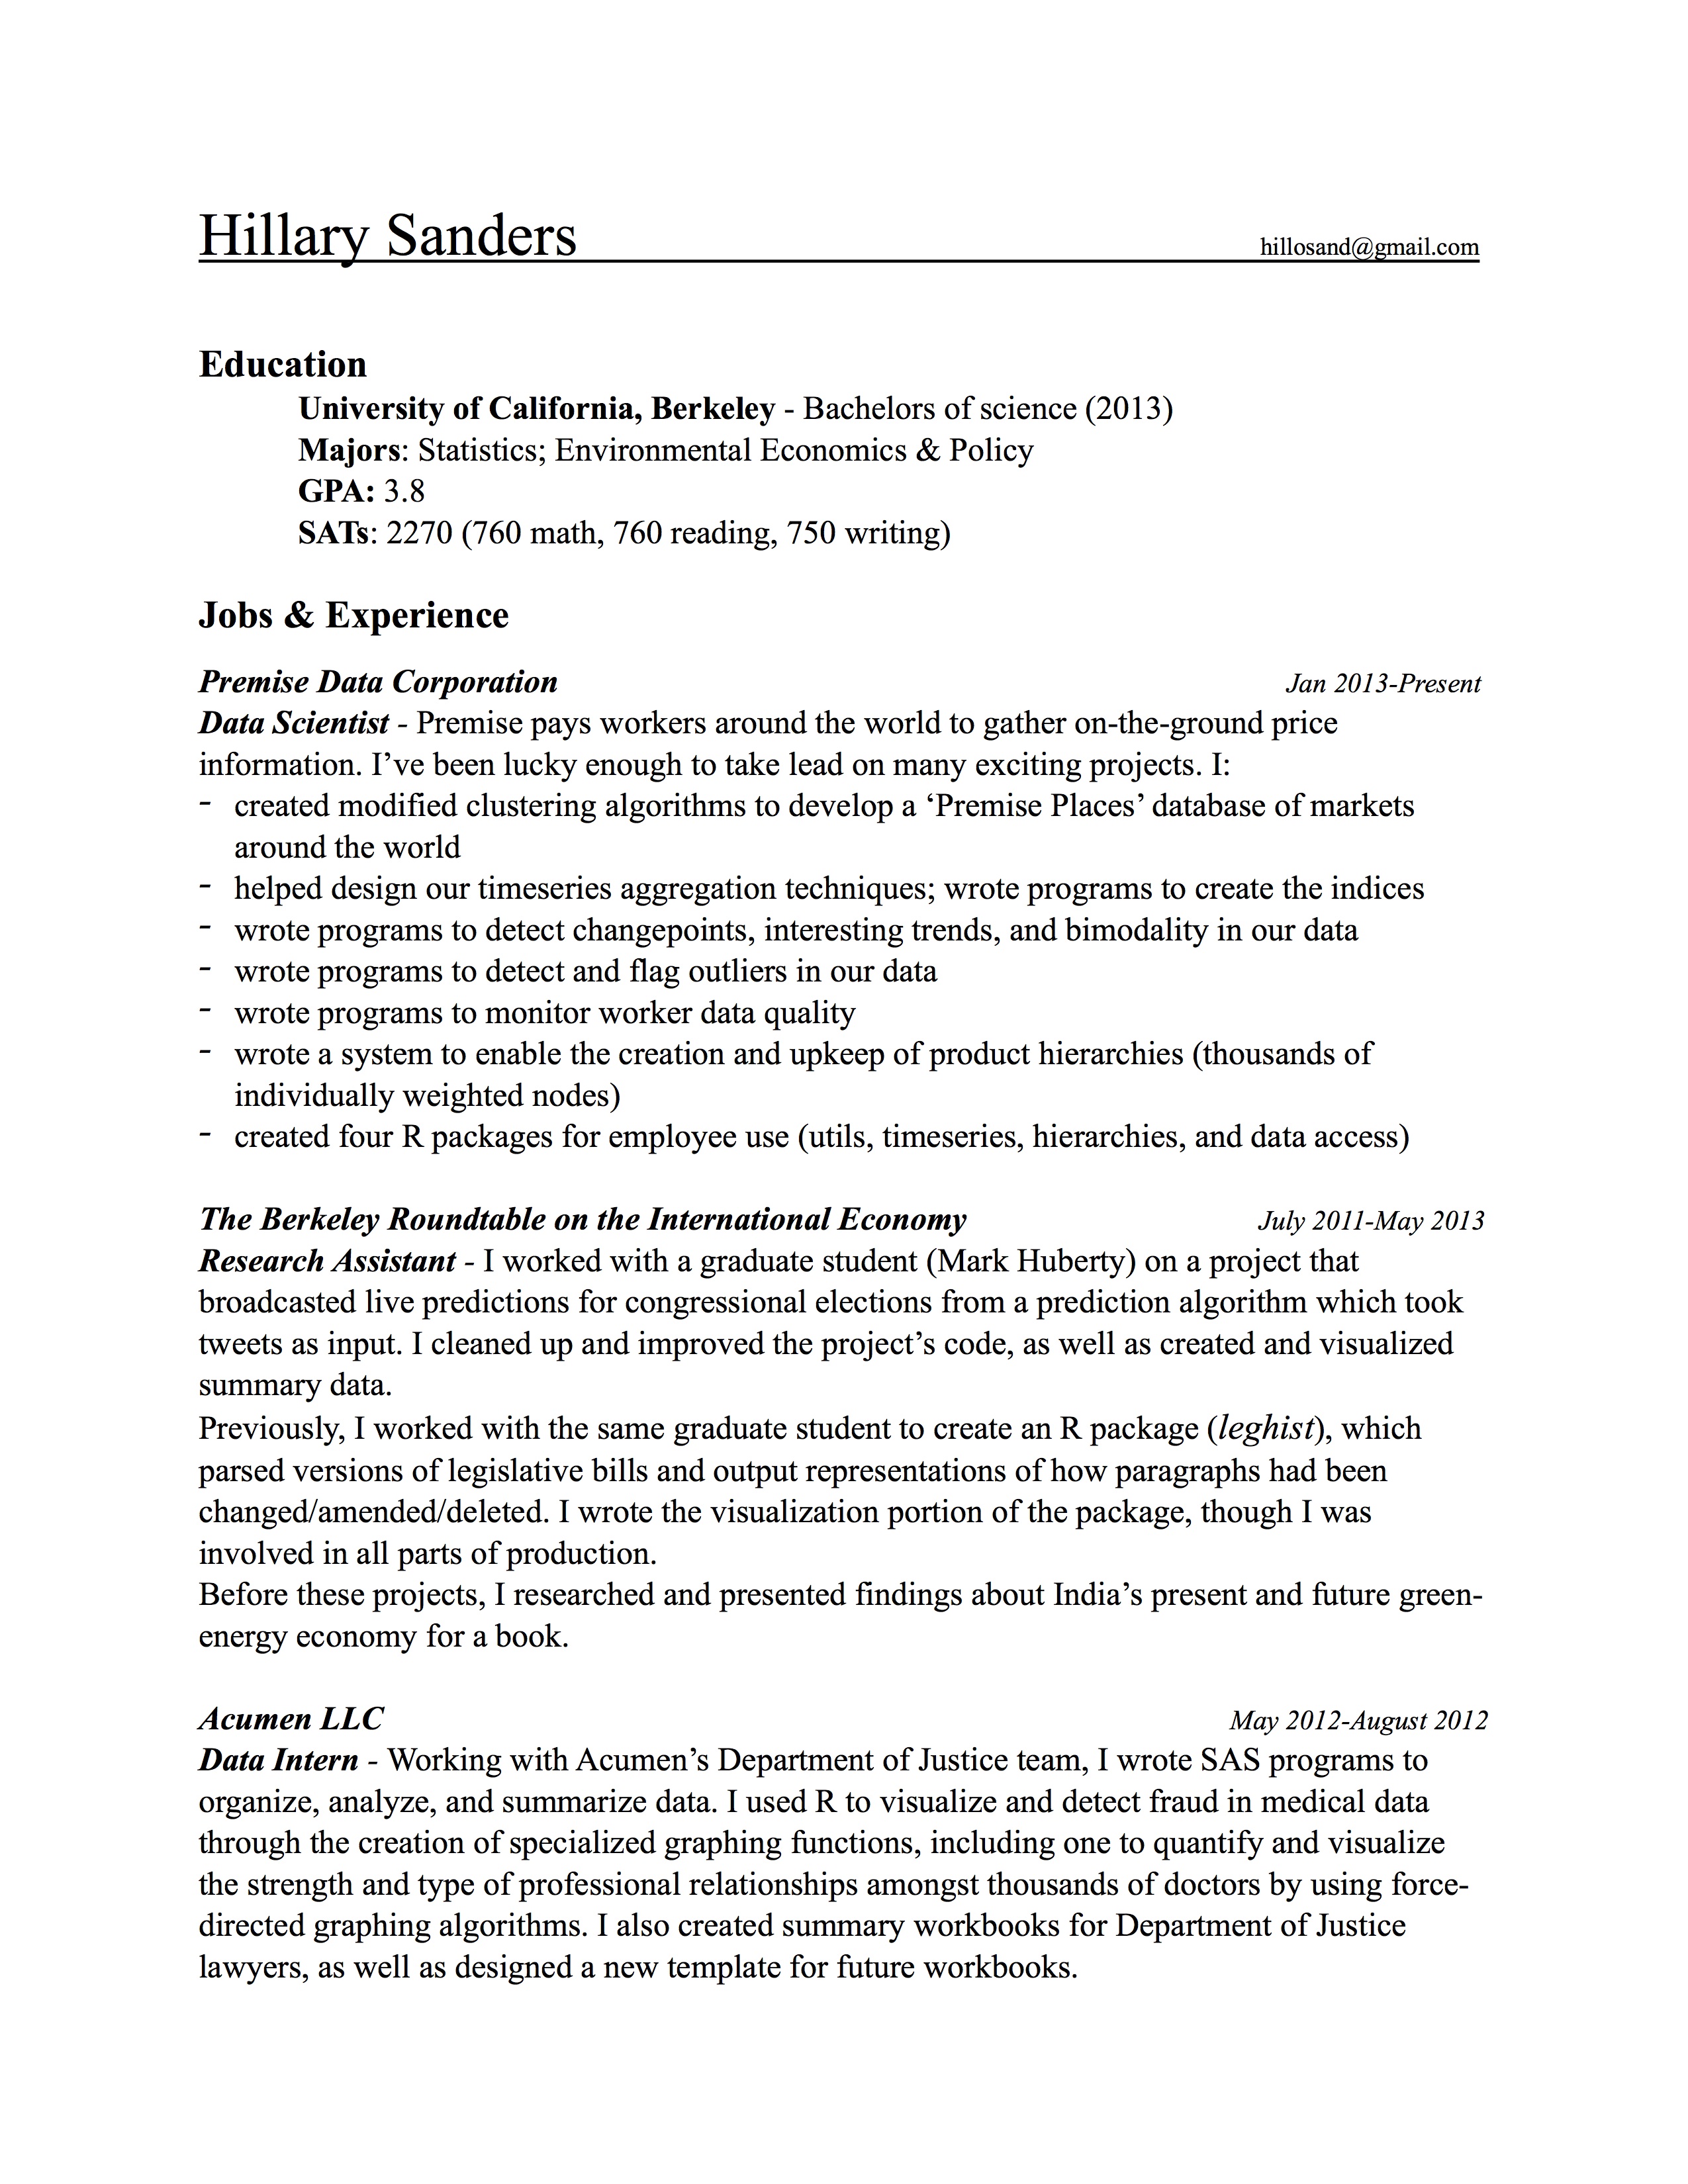 Hillary Sanders hillosand@gmail.com
Education
University of California, Berkeley - Bachelors of science (2013)
Majors: Statistics; Environmental Economics & Policy
GPA: 3.8
SATs: 2270 (760 math, 760 reading, 750 writing)
Jobs & Experience
Premise Data Corporation Jan 2013-Present
Data Scientist - Premise pays workers around the world to gather on-the-ground price
information. I’ve been lucky enough to take lead on many exciting projects. I:
- created modified clustering algorithms to develop a ‘Premise Places’ database of markets
around the world
- helped design our timeseries aggregation techniques; wrote programs to create the indices
- wrote programs to detect changepoints, interesting trends, and bimodality in our data
- wrote programs to detect and flag outliers in our data
- wrote programs to monitor worker data quality
- wrote a system to enable the creation and upkeep of product hierarchies (thousands of
individually weighted nodes)
- created four R packages for employee use (utils, timeseries, hierarchies, and data access)
The Berkeley Roundtable on the International Economy July 2011-May 2013
Research Assistant - I worked with a graduate student (Mark Huberty) on a project that
broadcasted live predictions for congressional elections from a prediction algorithm which took
tweets as input. I cleaned up and improved the project’s code, as well as created and visualized
summary data.
Previously, I worked with the same graduate student to create an R package (leghist), which
parsed versions of legislative bills and output representations of how paragraphs had been
changed/amended/deleted. I wrote the visualization portion of the package, though I was
involved in all parts of production.
Before these projects, I researched and presented findings about India’s present and future green-
energy economy for a book.
Acumen LLC May 2012-August 2012
Data Intern - Working with Acumen’s Department of Justice team, I wrote SAS programs to
organize, analyze, and summarize data. I used R to visualize and detect fraud in medical data
through the creation of specialized graphing functions, including one to quantify and visualize
the strength and type of professional relationships amongst thousands of doctors by using force-
directed graphing algorithms. I also created summary workbooks for Department of Justice
lawyers, as well as designed a new template for future workbooks.